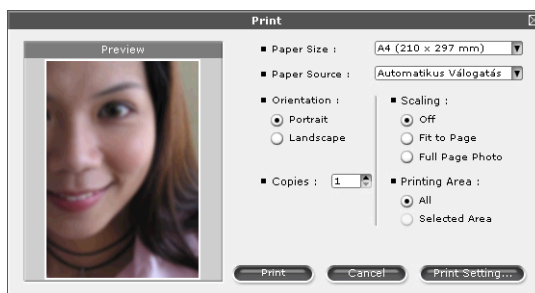 Print
Preview
Paper Size :
A4 (210 x 297 mm)
Paper Source :
Automatikus Válogatás
Orientation :
Portrait
Landscape
Scaling :
Off
Fit to Page
Full Page Photo
Copies :
1
Printing Area :
All
Selected Area
Print
Cancel
Print Setting...